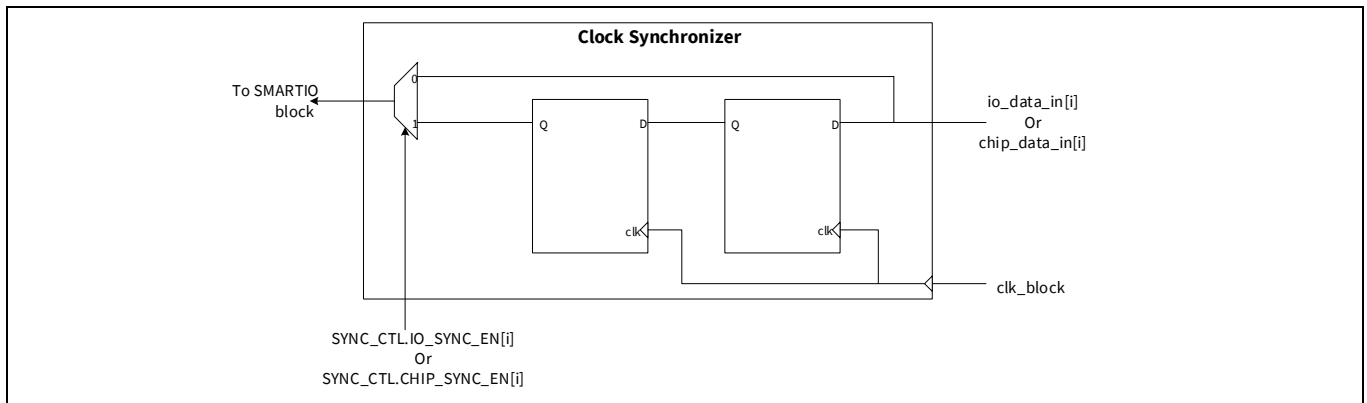 Clock Synchronizer
To SMARTIO
block
0
1
Q
D
Q
D
io_data_in[i]
Or
chip_data_in[i]
clk
clk
clk_block
SYNC_CTL.IO_SYNC_EN[i]
Or
SYNC_CTL.CHIP_SYNC_EN[i]